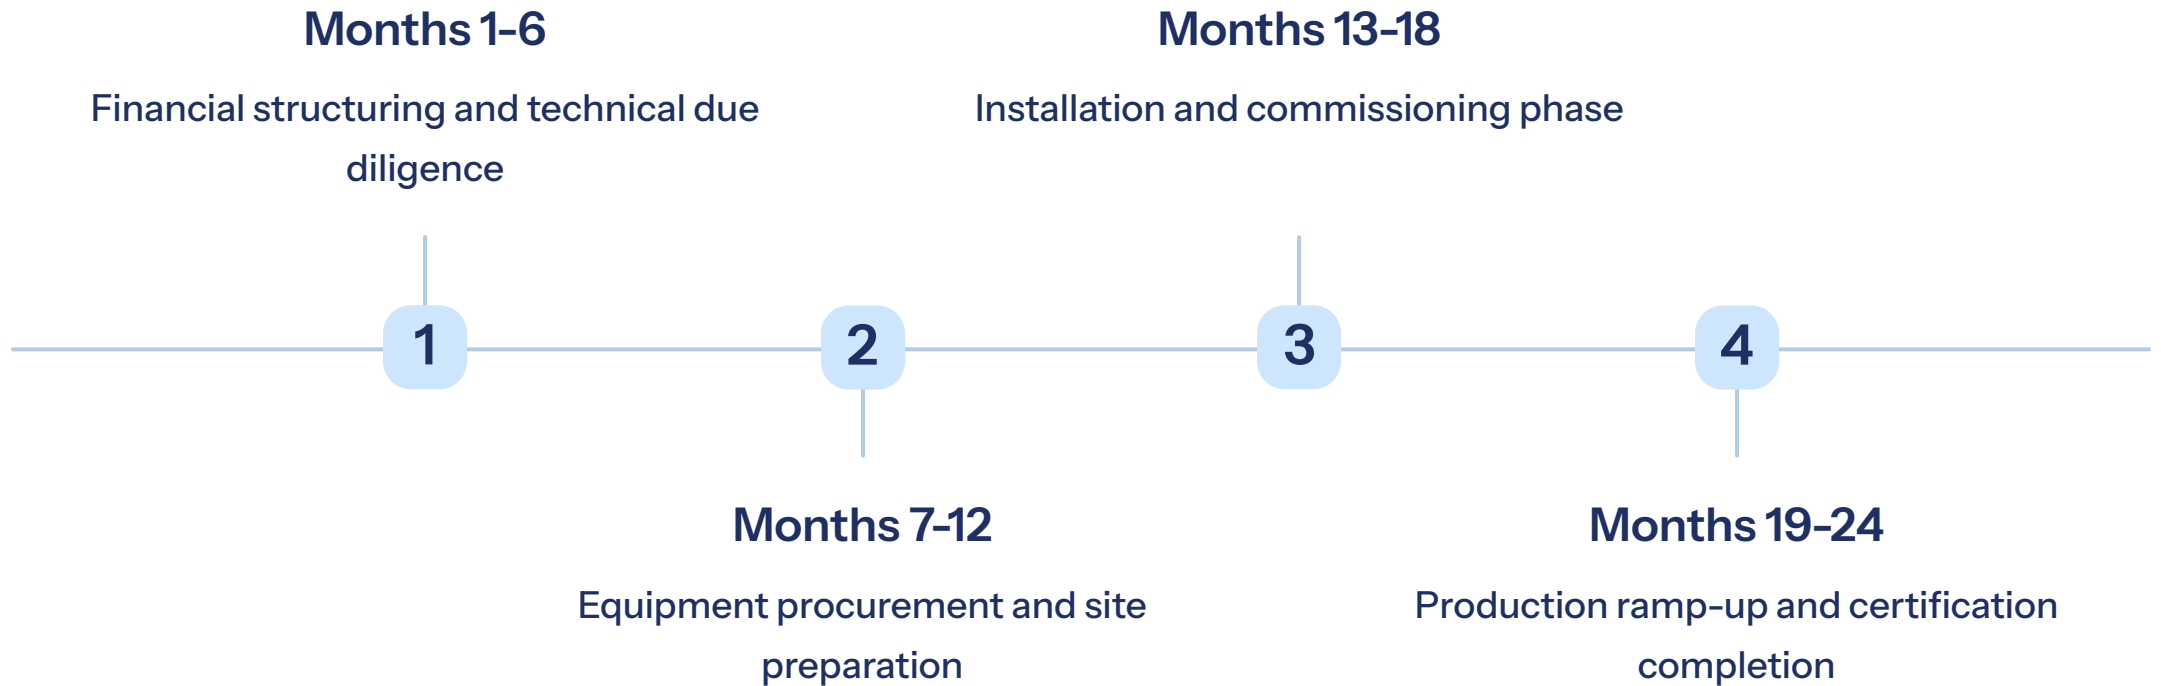 Months 1-6
Financial structuring and technical due
diligence
1
2
Months 7-12
Equipment procurement and site
preparation
Months 13-18
Installation and commissioning phase
3
4
Months 19-24
Production ramp-up and certification
completion